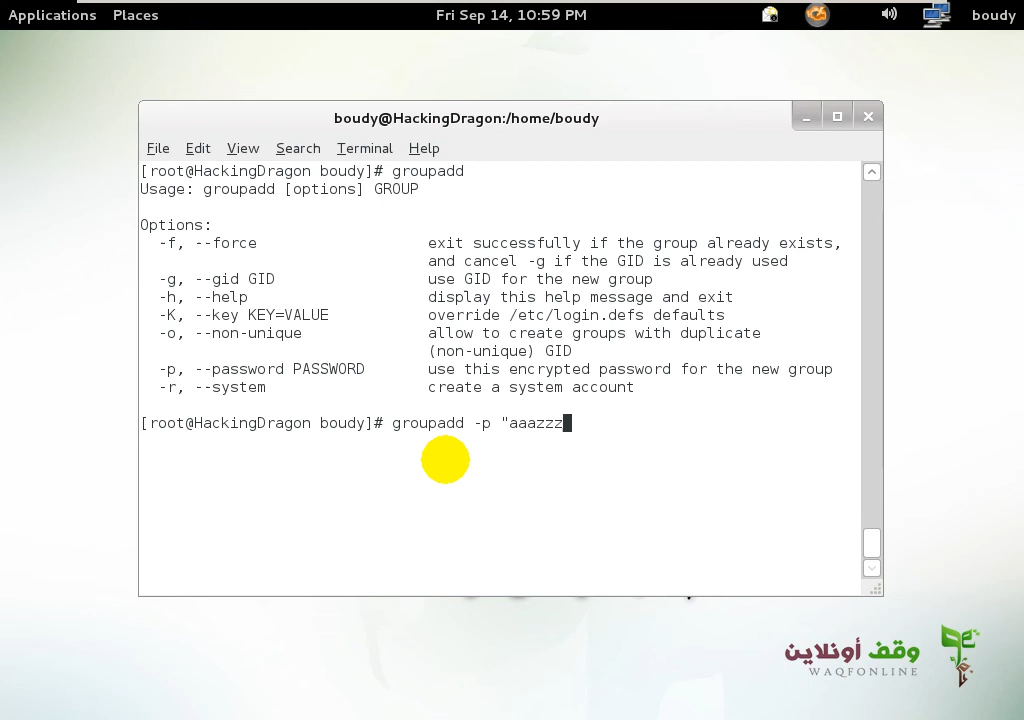 Applications Places Fri Sep 14, 10:59 PM boudy
boudy@HackingDragon:/home/boudy
File Edit View Search Terminal Help
[root@HackingDragon boudy]# groupadd
Usage: groupadd [options] GROUP
Options:
-f, --force exit successfully if the group already exists,
and cancel -g if the GID is already used
-g, --gid GID use GID for the new group
-h, --help display this help message and exit
-K, --key KEY=VALUE override /etc/login.defs defaults
-o, --non-unique allow to create groups with duplicate
(non-unique) GID
-p, --password PASSWORD use this encrypted password for the new group
-r, --system create a system account
[root@HackingDragon boudy]# groupadd -p "aaazzz
وقف أونلاين
WAQFONLINE